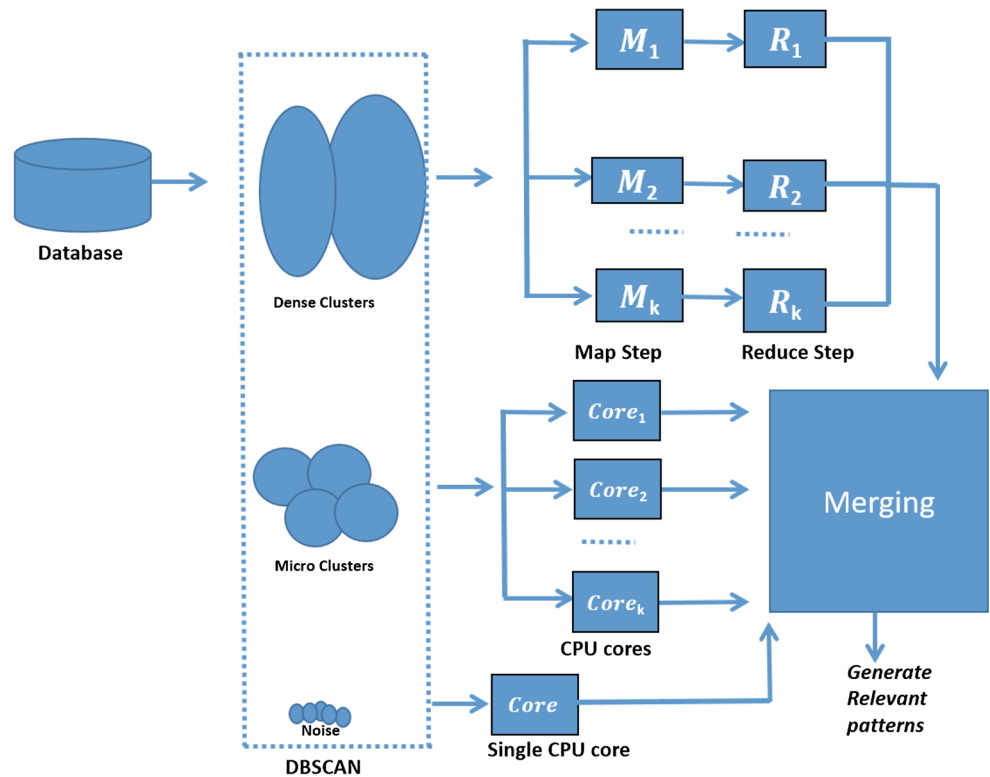 M₁
R₁
M₂
R₂
Database
Dense Clusters
Mₖ
Rₖ
Map Step
Reduce Step
Core₁
Core₂
Merging
Micro Clusters
Coreₖ
CPU cores
Generate
Relevant
patterns
Core
Noise
Single CPU core
DBSCAN